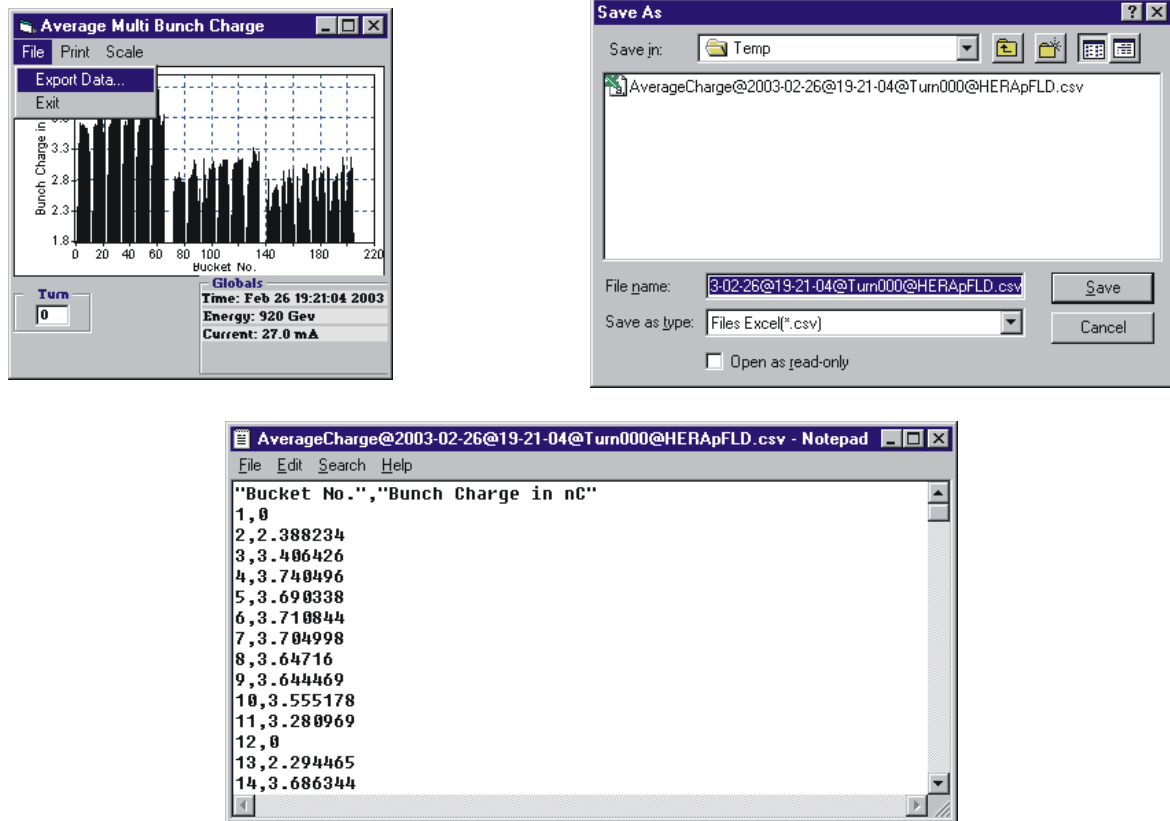 Average Multi Bunch Charge
File Print Scale
Export Data...
Exit
Bunch Charge in
3.3
2.8
2.3
1.8
0 20 40 60 80 100 140 180 220
Bucket No.
Turn
0
Globals
Time: Feb 26 19:21:04 2003
Energy: 920 Gev
Current: 27.0 mA
Save As
Save in: Temp
AverageCharge@2003-02-26@19-21-04@Turn000@HERApFLD.csv
File name: 3-02-26@19-21-04@Turn000@HERApFLD.csv Save
Save as type: Files Excel(*.csv) Cancel
Open as read-only
AverageCharge@2003-02-26@19-21-04@Turn000@HERApFLD.csv - Notepad
File Edit Search Help
"Bucket No.","Bunch Charge in nC"
1,0
2,2.388234
3,3.406426
4,3.740496
5,3.690338
6,3.710844
7,3.704998
8,3.64716
9,3.644469
10,3.555178
11,3.280969
12,0
13,2.294465
14,3.686344